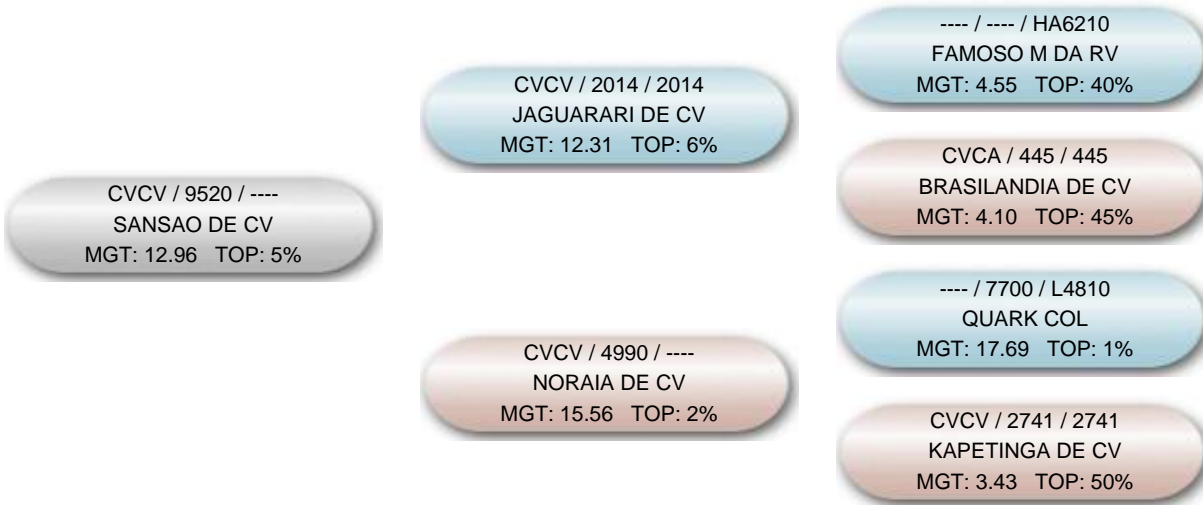 CVCV / 9520 / ----
SANSAO DE CV
MGT: 12.96 TOP: 5%
CVCV / 2014 / 2014
JAGUARARI DE CV
MGT: 12.31 TOP: 6%
CVCV / 4990 / ----
NORAIA DE CV
MGT: 15.56 TOP: 2%
---- / ---- / HA6210
FAMOSO M DA RV
MGT: 4.55 TOP: 40%
CVCA / 445 / 445
BRASILANDIA DE CV
MGT: 4.10 TOP: 45%
---- / 7700 / L4810
QUARK COL
MGT: 17.69 TOP: 1%
CVCV / 2741 / 2741
KAPETINGA DE CV
MGT: 3.43 TOP: 50%